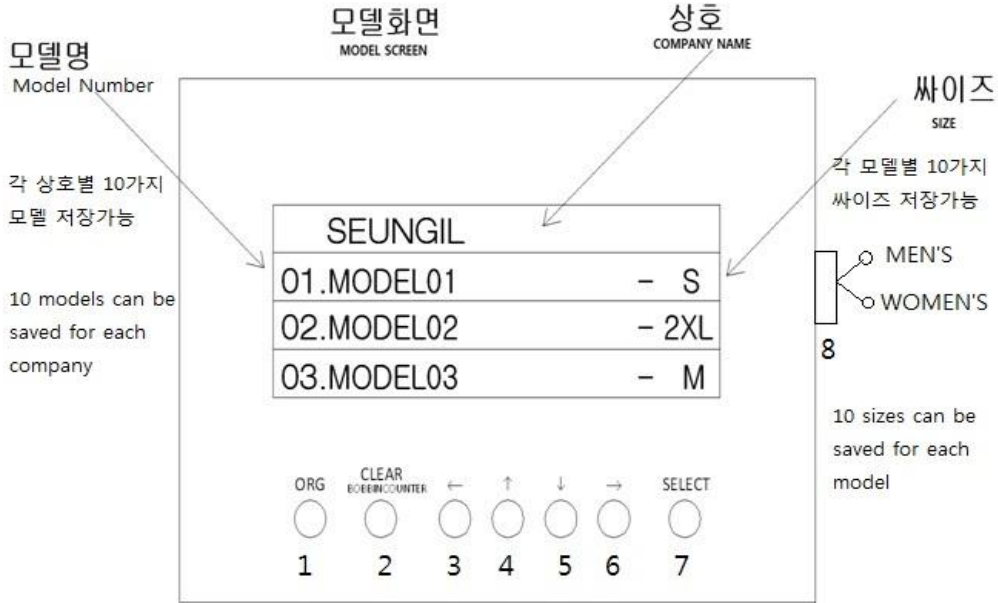 모델화면
MODEL SCREEN
상호
COMPANY NAME
모델명
Model Number
싸이즈
SIZE
각 상호별 10가지
모델 저장가능
각 모델별 10가지
싸이즈 저장가능
10 models can be
saved for each
company
SEUNGIL
01.MODEL01 - S
02.MODEL02 - 2XL
03.MODEL03 - M
MEN'S
WOMEN'S
8
10 sizes can be
saved for each
model
ORG
CLEAR
BOBBINCOUNTER
← ↑ ↓ →
SELECT
1 2 3 4 5 6 7